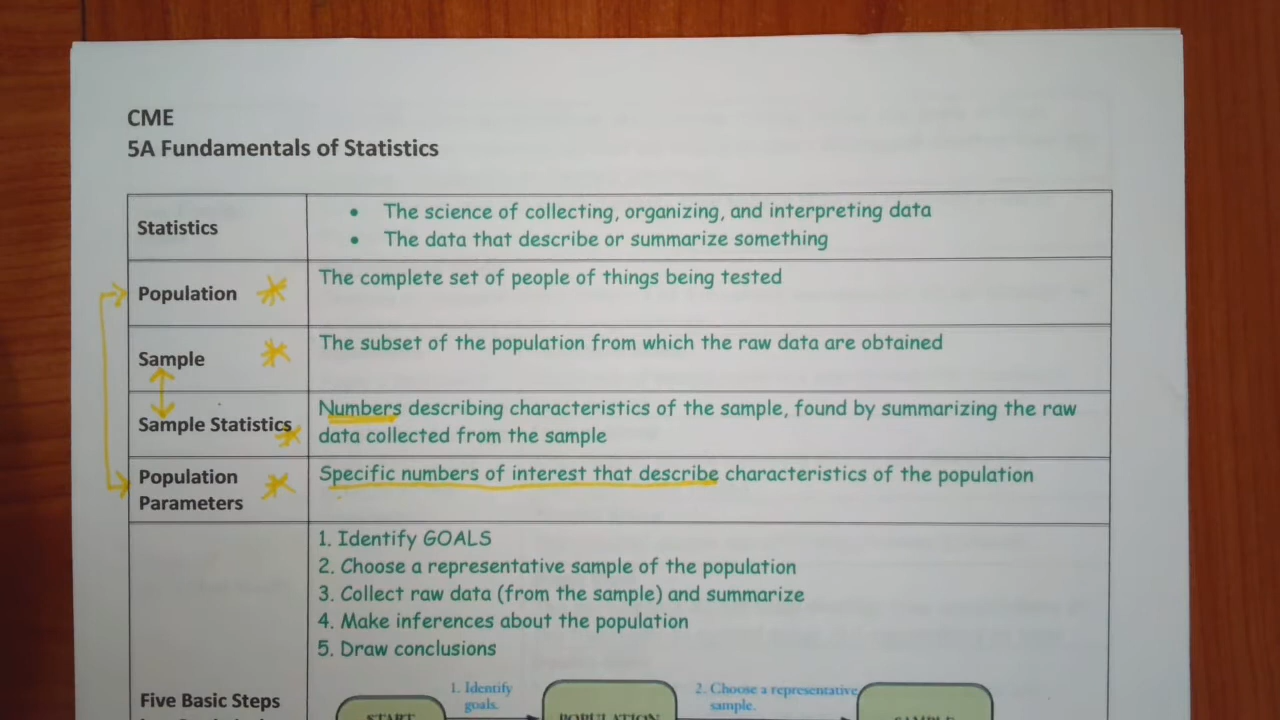 CME
5A Fundamentals of Statistics
Statistics
• The science of collecting, organizing, and interpreting data
• The data that describe or summarize something
Population
The complete set of people of things being tested
Sample
The subset of the population from which the raw data are obtained
Sample Statistics
Numbers describing characteristics of the sample, found by summarizing the raw
data collected from the sample
Population
Parameters
Specific numbers of interest that describe characteristics of the population
1. Identify GOALS
2. Choose a representative sample of the population
3. Collect raw data (from the sample) and summarize
4. Make inferences about the population
5. Draw conclusions
Five Basic Steps
1. Identify
goals.
2. Choose a representative
sample.
START
POPULATION
SAMPLE